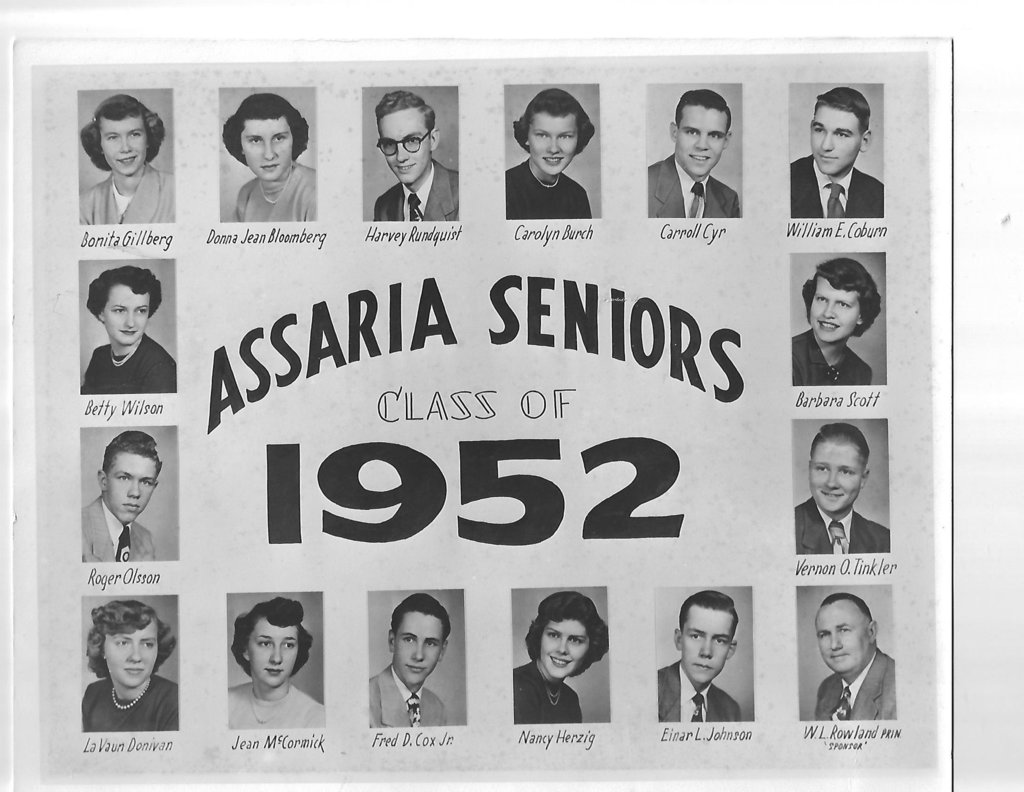 Bonita Gillberg
Donna Jean Bloomberg
Harvey Rundquist
Carolyn Burch
Carroll Cyr
William E. Coburn
ASSARIA SENIORS
CLASS OF
1952
Betty Wilson
Barbara Scott
Roger Olsson
Vernon O. Tinkler
La Vaun Donivan
Jean McCormick
Fred D. Cox Jr.
Nancy Herzig
Einar L. Johnson
W. L. Rowland PRIN.
'SPONSOR'